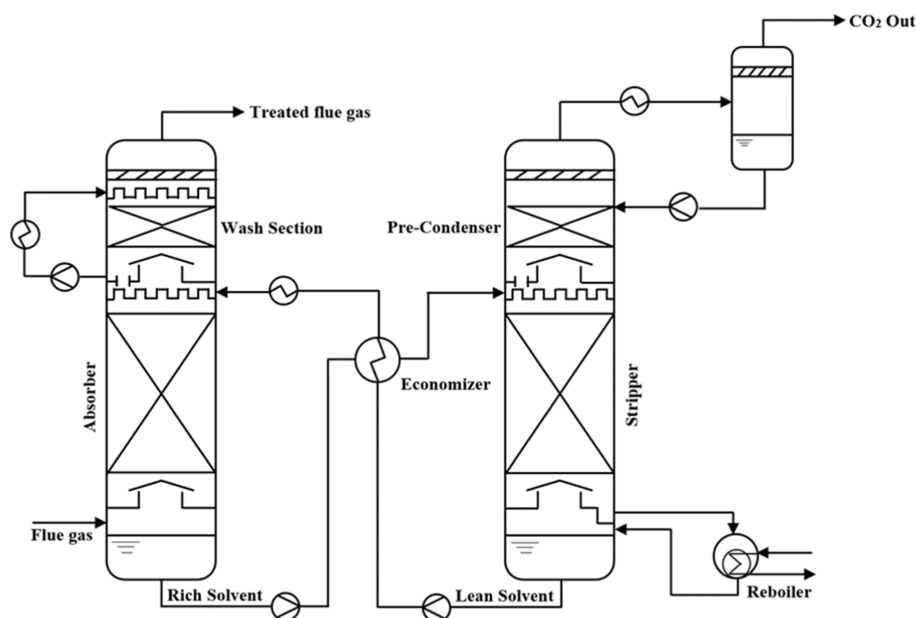 CO₂ Out
Treated flue gas
Wash Section
Pre-Condenser
Economizer
Absorber
Stripper
Flue gas
Rich Solvent
Lean Solvent
Reboiler